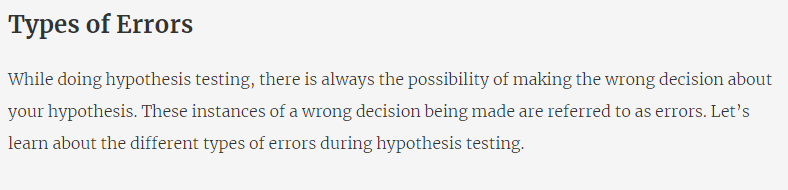 Types of Errors
While doing hypothesis testing, there is always the possibility of making the wrong decision about
your hypothesis. These instances of a wrong decision being made are referred to as errors. Let’s
learn about the different types of errors during hypothesis testing.